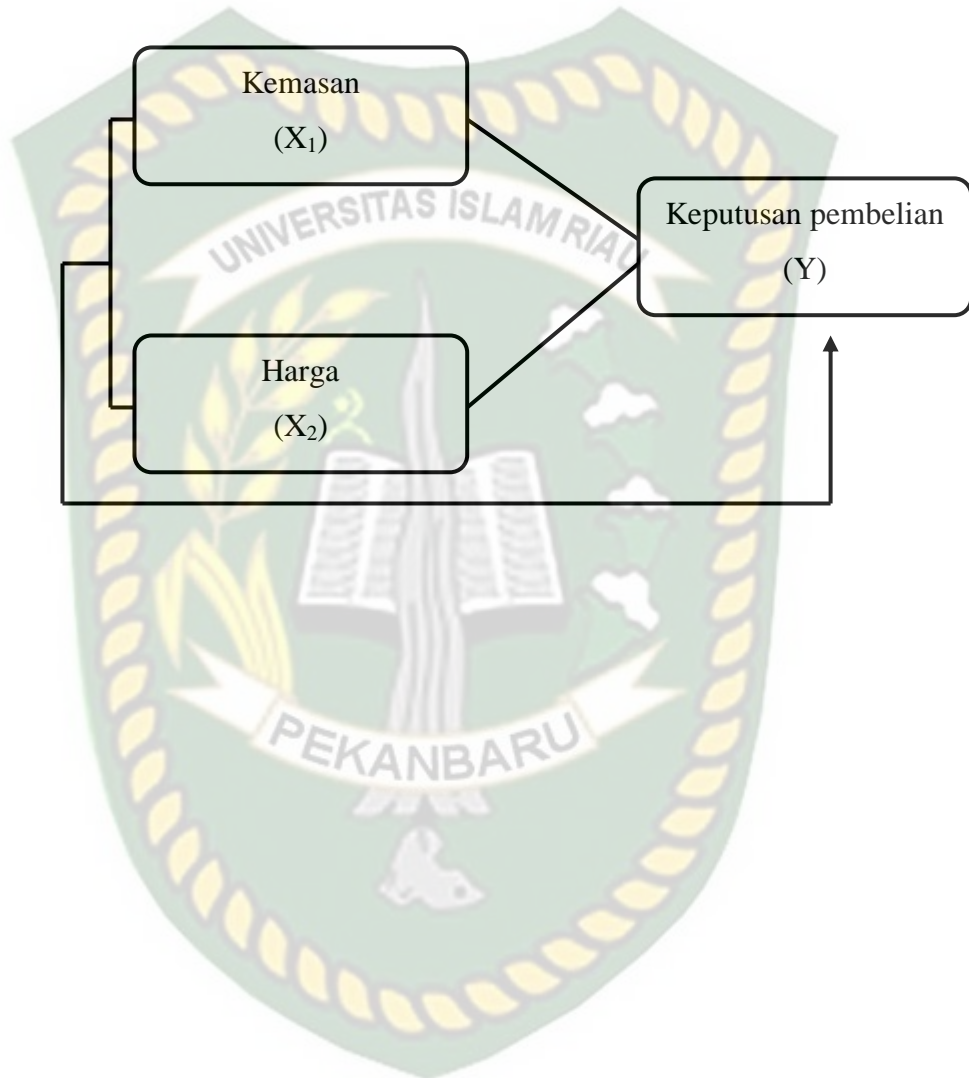 Kemasan
(X₁)
UNIVERSITAS ISLAM RIAU
Keputusan pembelian
(Y)
Harga
(X₂)
PEKANBARU